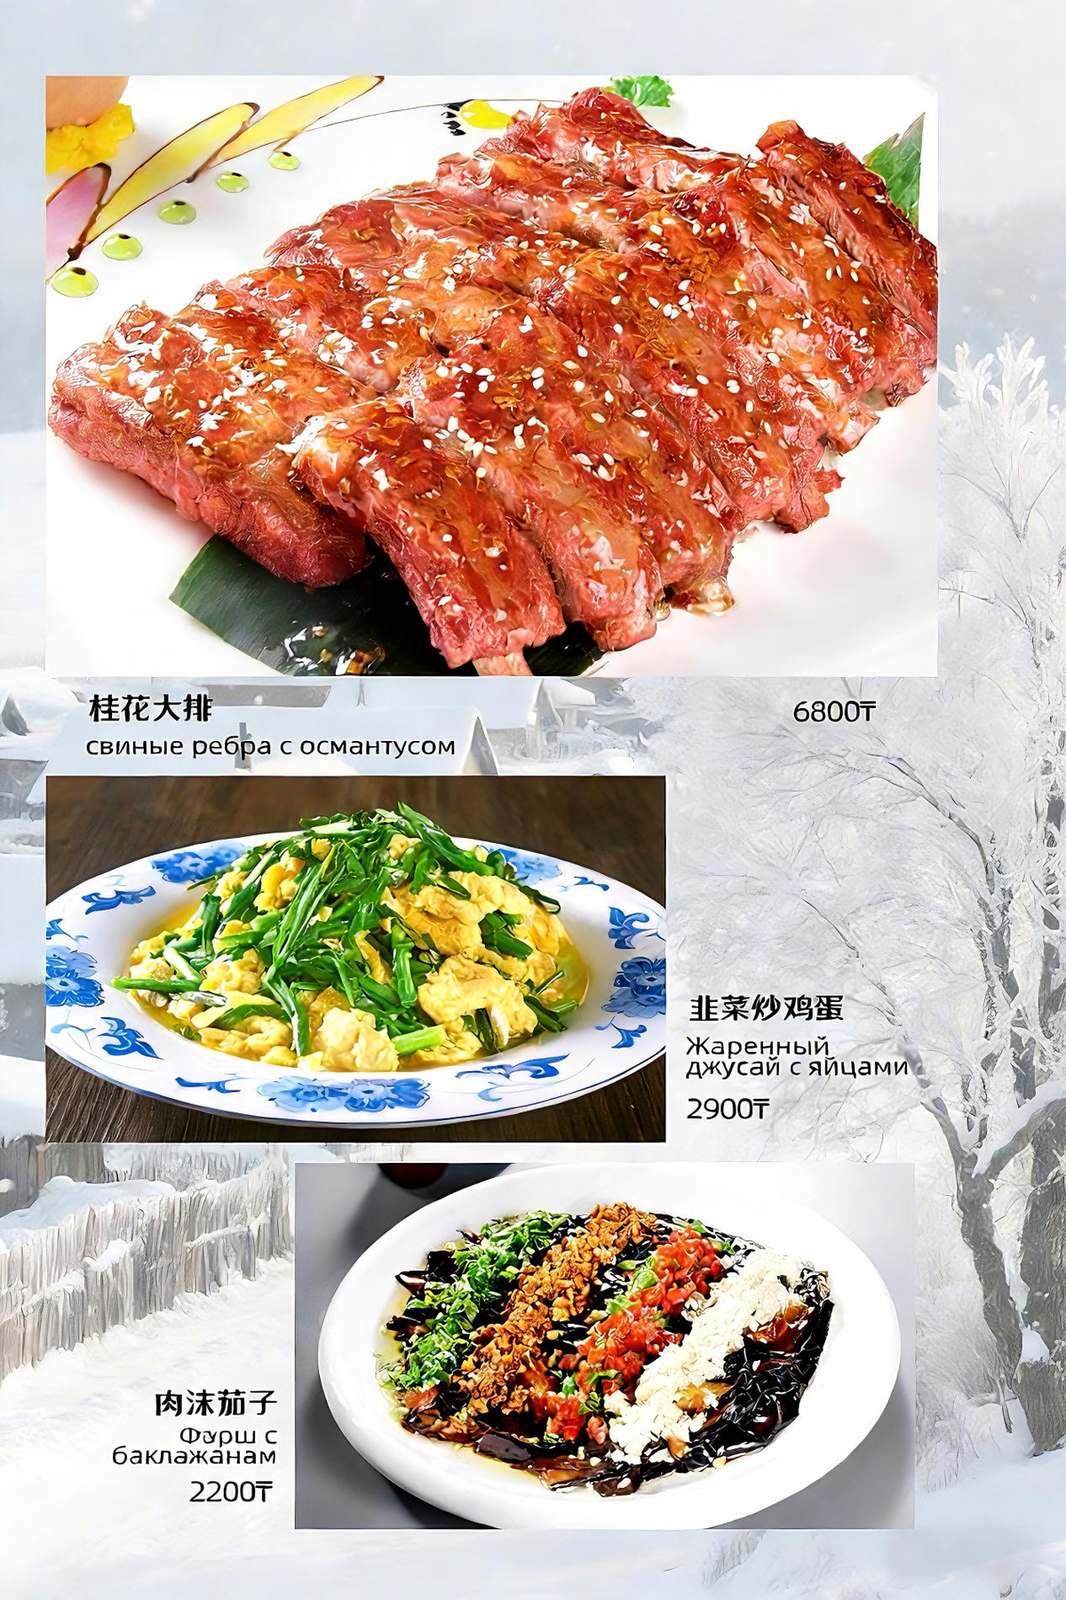 桂花大排
6800₸
свиные ребра с османтусом
韭菜炒鸡蛋
Жаренный
джусай с яйцами
2900₸
肉沫茄子
Фарш с
баклажанам
2200₸